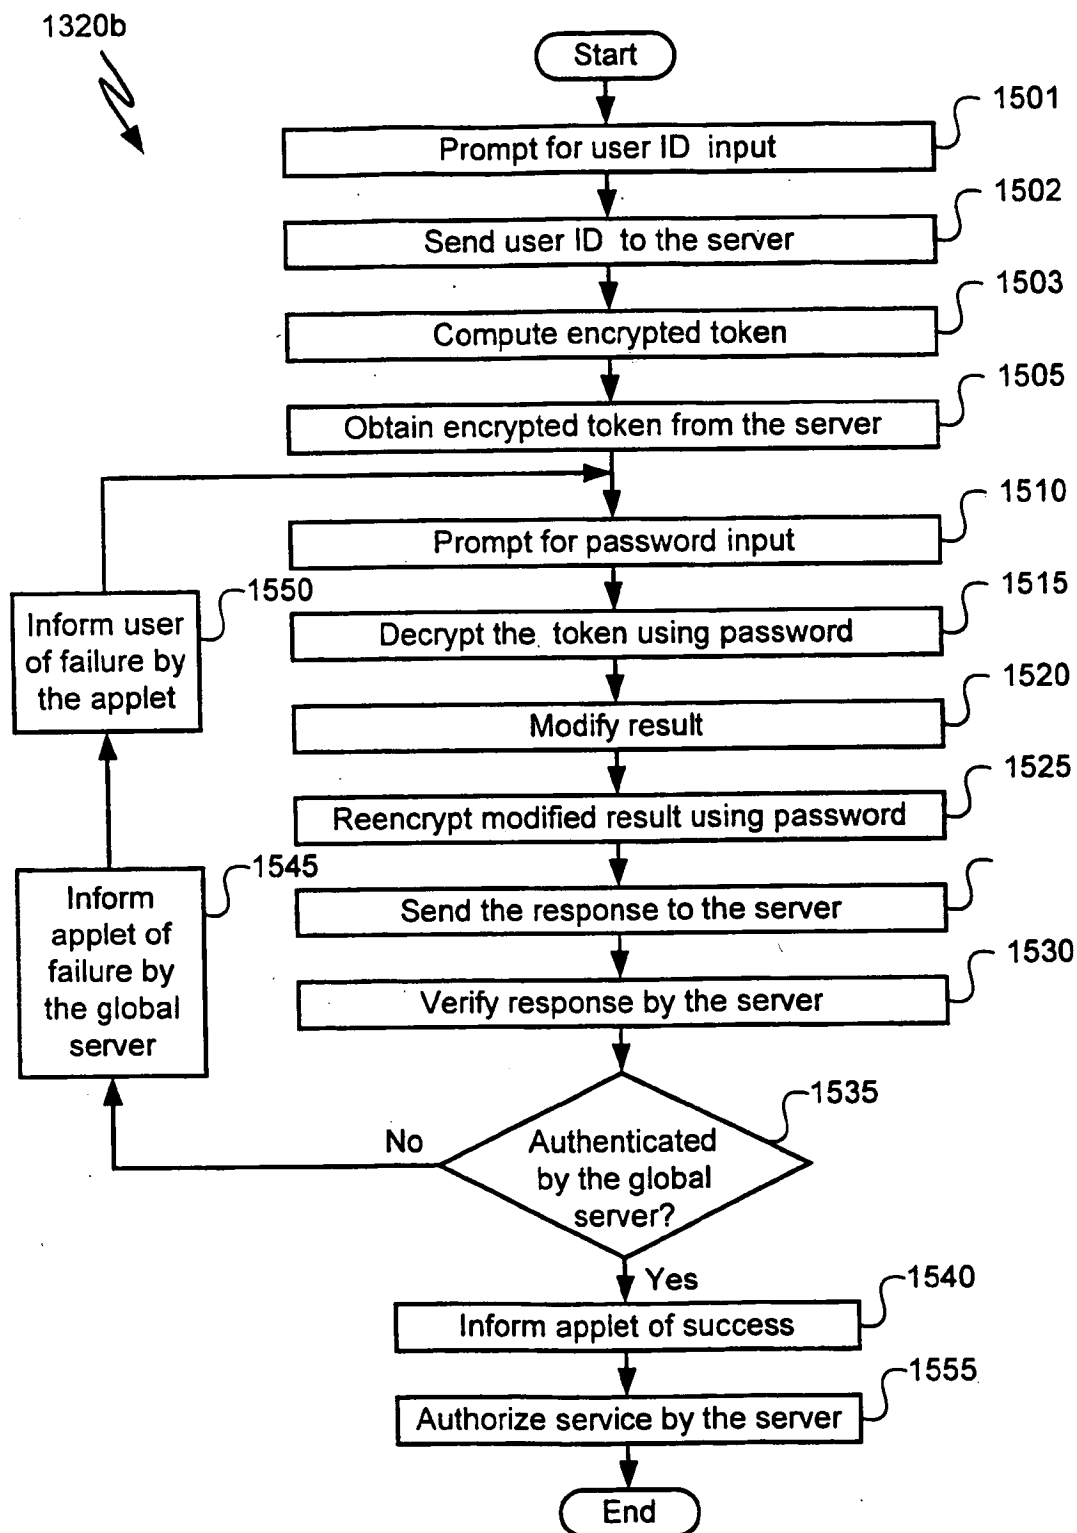 1320b
Start
1501
Prompt for user ID input
1502
Send user ID to the server
1503
Compute encrypted token
1505
Obtain encrypted token from the server
1510
Prompt for password input
1515
Decrypt the token using password
1520
Modify result
1525
Reencrypt modified result using password
Send the response to the server
1530
Verify response by the server
1535
Authenticated
by the global
server?
No
1545
Inform
applet of
failure by
the global
server
1550
Inform user
of failure by
the applet
Yes
1540
Inform applet of success
1555
Authorize service by the server
End